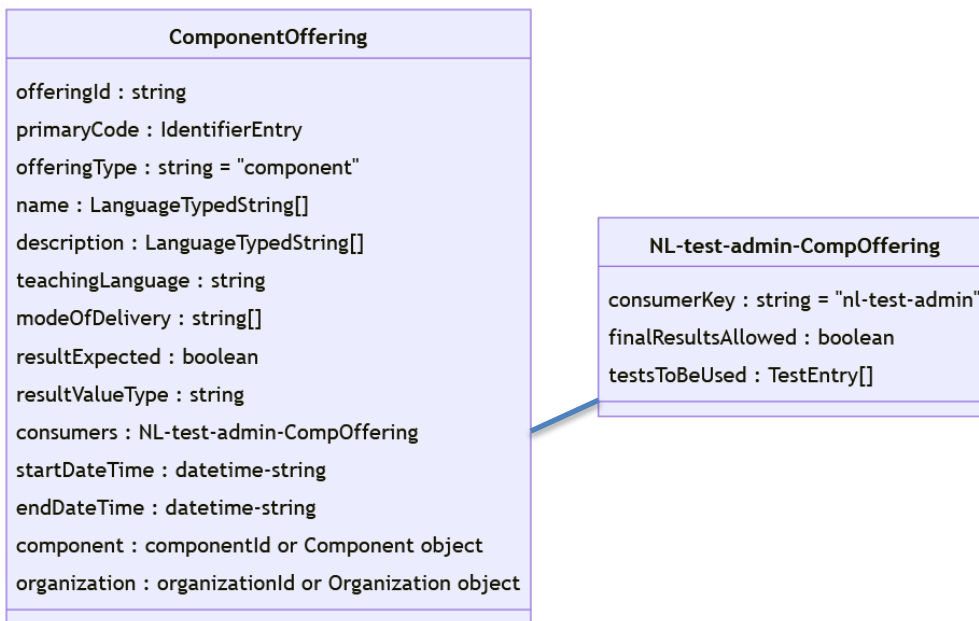 ComponentOffering
offeringId : string
primaryCode : IdentifierEntry
offeringType : string = "component"
name : LanguageTypedString[]
description : LanguageTypedString[]
teachingLanguage : string
modeOfDelivery : string[]
resultExpected : boolean
resultValueType : string
consumers : NL-test-admin-CompOffering
startDateTime : datetime-string
endDateTime : datetime-string
component : componentId or Component object
organization : organizationId or Organization object
NL-test-admin-CompOffering
consumerKey : string = "nl-test-admin"
finalResultsAllowed : boolean
testsToBeUsed : TestEntry[]